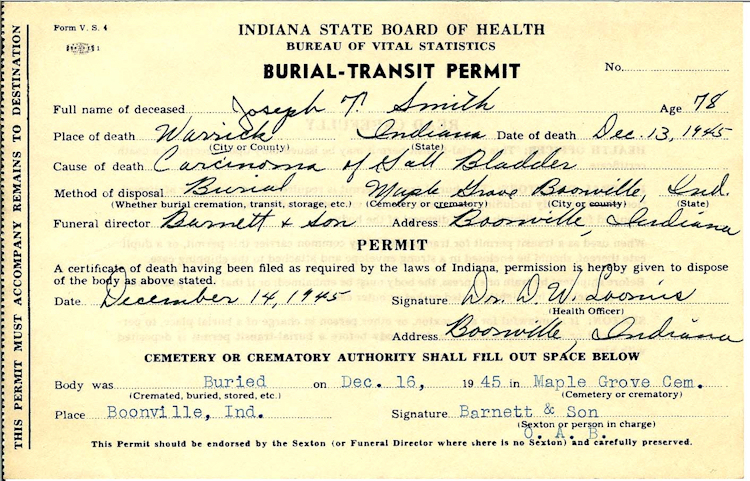 Form V. S. 4
INDIANA STATE BOARD OF HEALTH
BUREAU OF VITAL STATISTICS
BURIAL-TRANSIT PERMIT
No.
Full name of deceased Joseph T. Smith Age 78
Place of death Warrick Indiana Date of death Dec. 13, 1945
(City or County) (State)
Cause of death Carcinoma of Gall Bladder
Method of disposal Burial Maple Grove Boonville, Ind.
(Whether burial cremation, transit, storage, etc.) (Cemetery or crematory) (City or county) (State)
Funeral director Barnett & Son Address Boonville, Indiana
PERMIT
A certificate of death having been filed as required by the laws of Indiana, permission is hereby given to dispose
of the body as above stated.
Date December 14, 1945 Signature Dr. D. W. Loomis
(Health Officer)
Address Boonville, Indiana
CEMETERY OR CREMATORY AUTHORITY SHALL FILL OUT SPACE BELOW
Body was Buried on Dec. 16, 1945 in Maple Grove Cem.
(Cremated, buried, stored, etc.) (Cemetery or crematory)
Place Boonville, Ind. Signature Barnett & Son
(Sexton or person in charge)
O. A. B.
This Permit should be endorsed by the Sexton (or Funeral Director where there is no Sexton) and carefully preserved.
THIS PERMIT MUST ACCOMPANY REMAINS TO DESTINATION